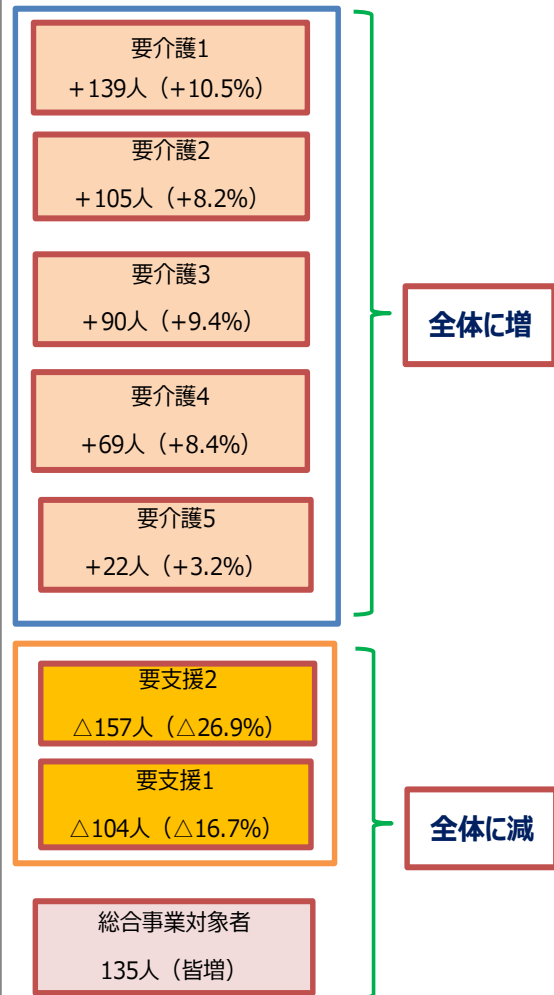 要介護1
+139人（+10.5%）
要介護2
+105人（+8.2%）
要介護3
+90人（+9.4%）
要介護4
+69人（+8.4%）
要介護5
+22人（+3.2%）
全体に増
要支援2
△157人（△26.9%）
要支援1
△104人（△16.7%）
総合事業対象者
135人（皆増）
全体に減